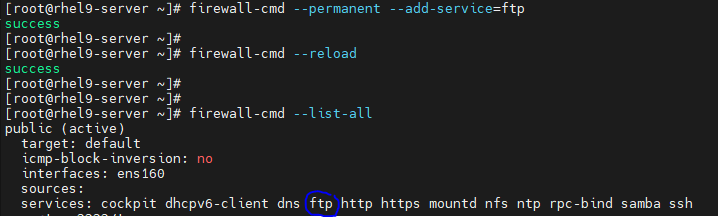 [root@rhel9-server ~]# firewall-cmd --permanent --add-service=ftp
success
[root@rhel9-server ~]#
[root@rhel9-server ~]# firewall-cmd --reload
success
[root@rhel9-server ~]#
[root@rhel9-server ~]#
[root@rhel9-server ~]# firewall-cmd --list-all
public (active)
  target: default
  icmp-block-inversion: no
  interfaces: ens160
  sources:
  services: cockpit dhcpv6-client dns ftp http https mountd nfs ntp rpc-bind samba ssh